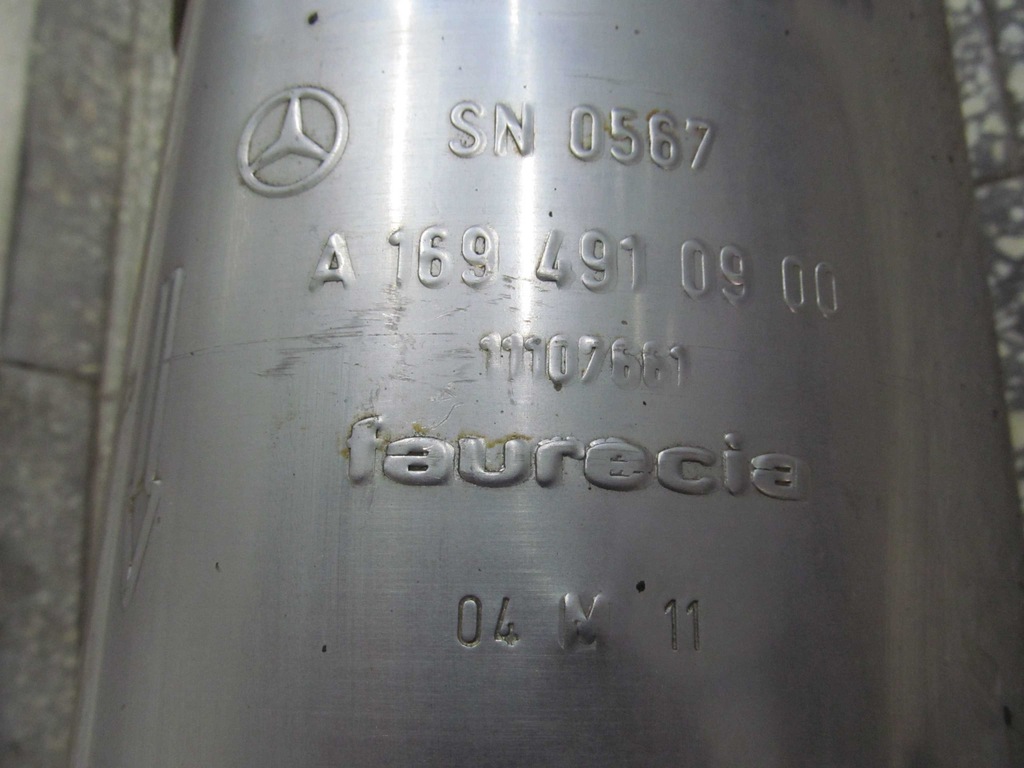 SN 0567
A 169 491 09 00
11107661
faurecia
04 11